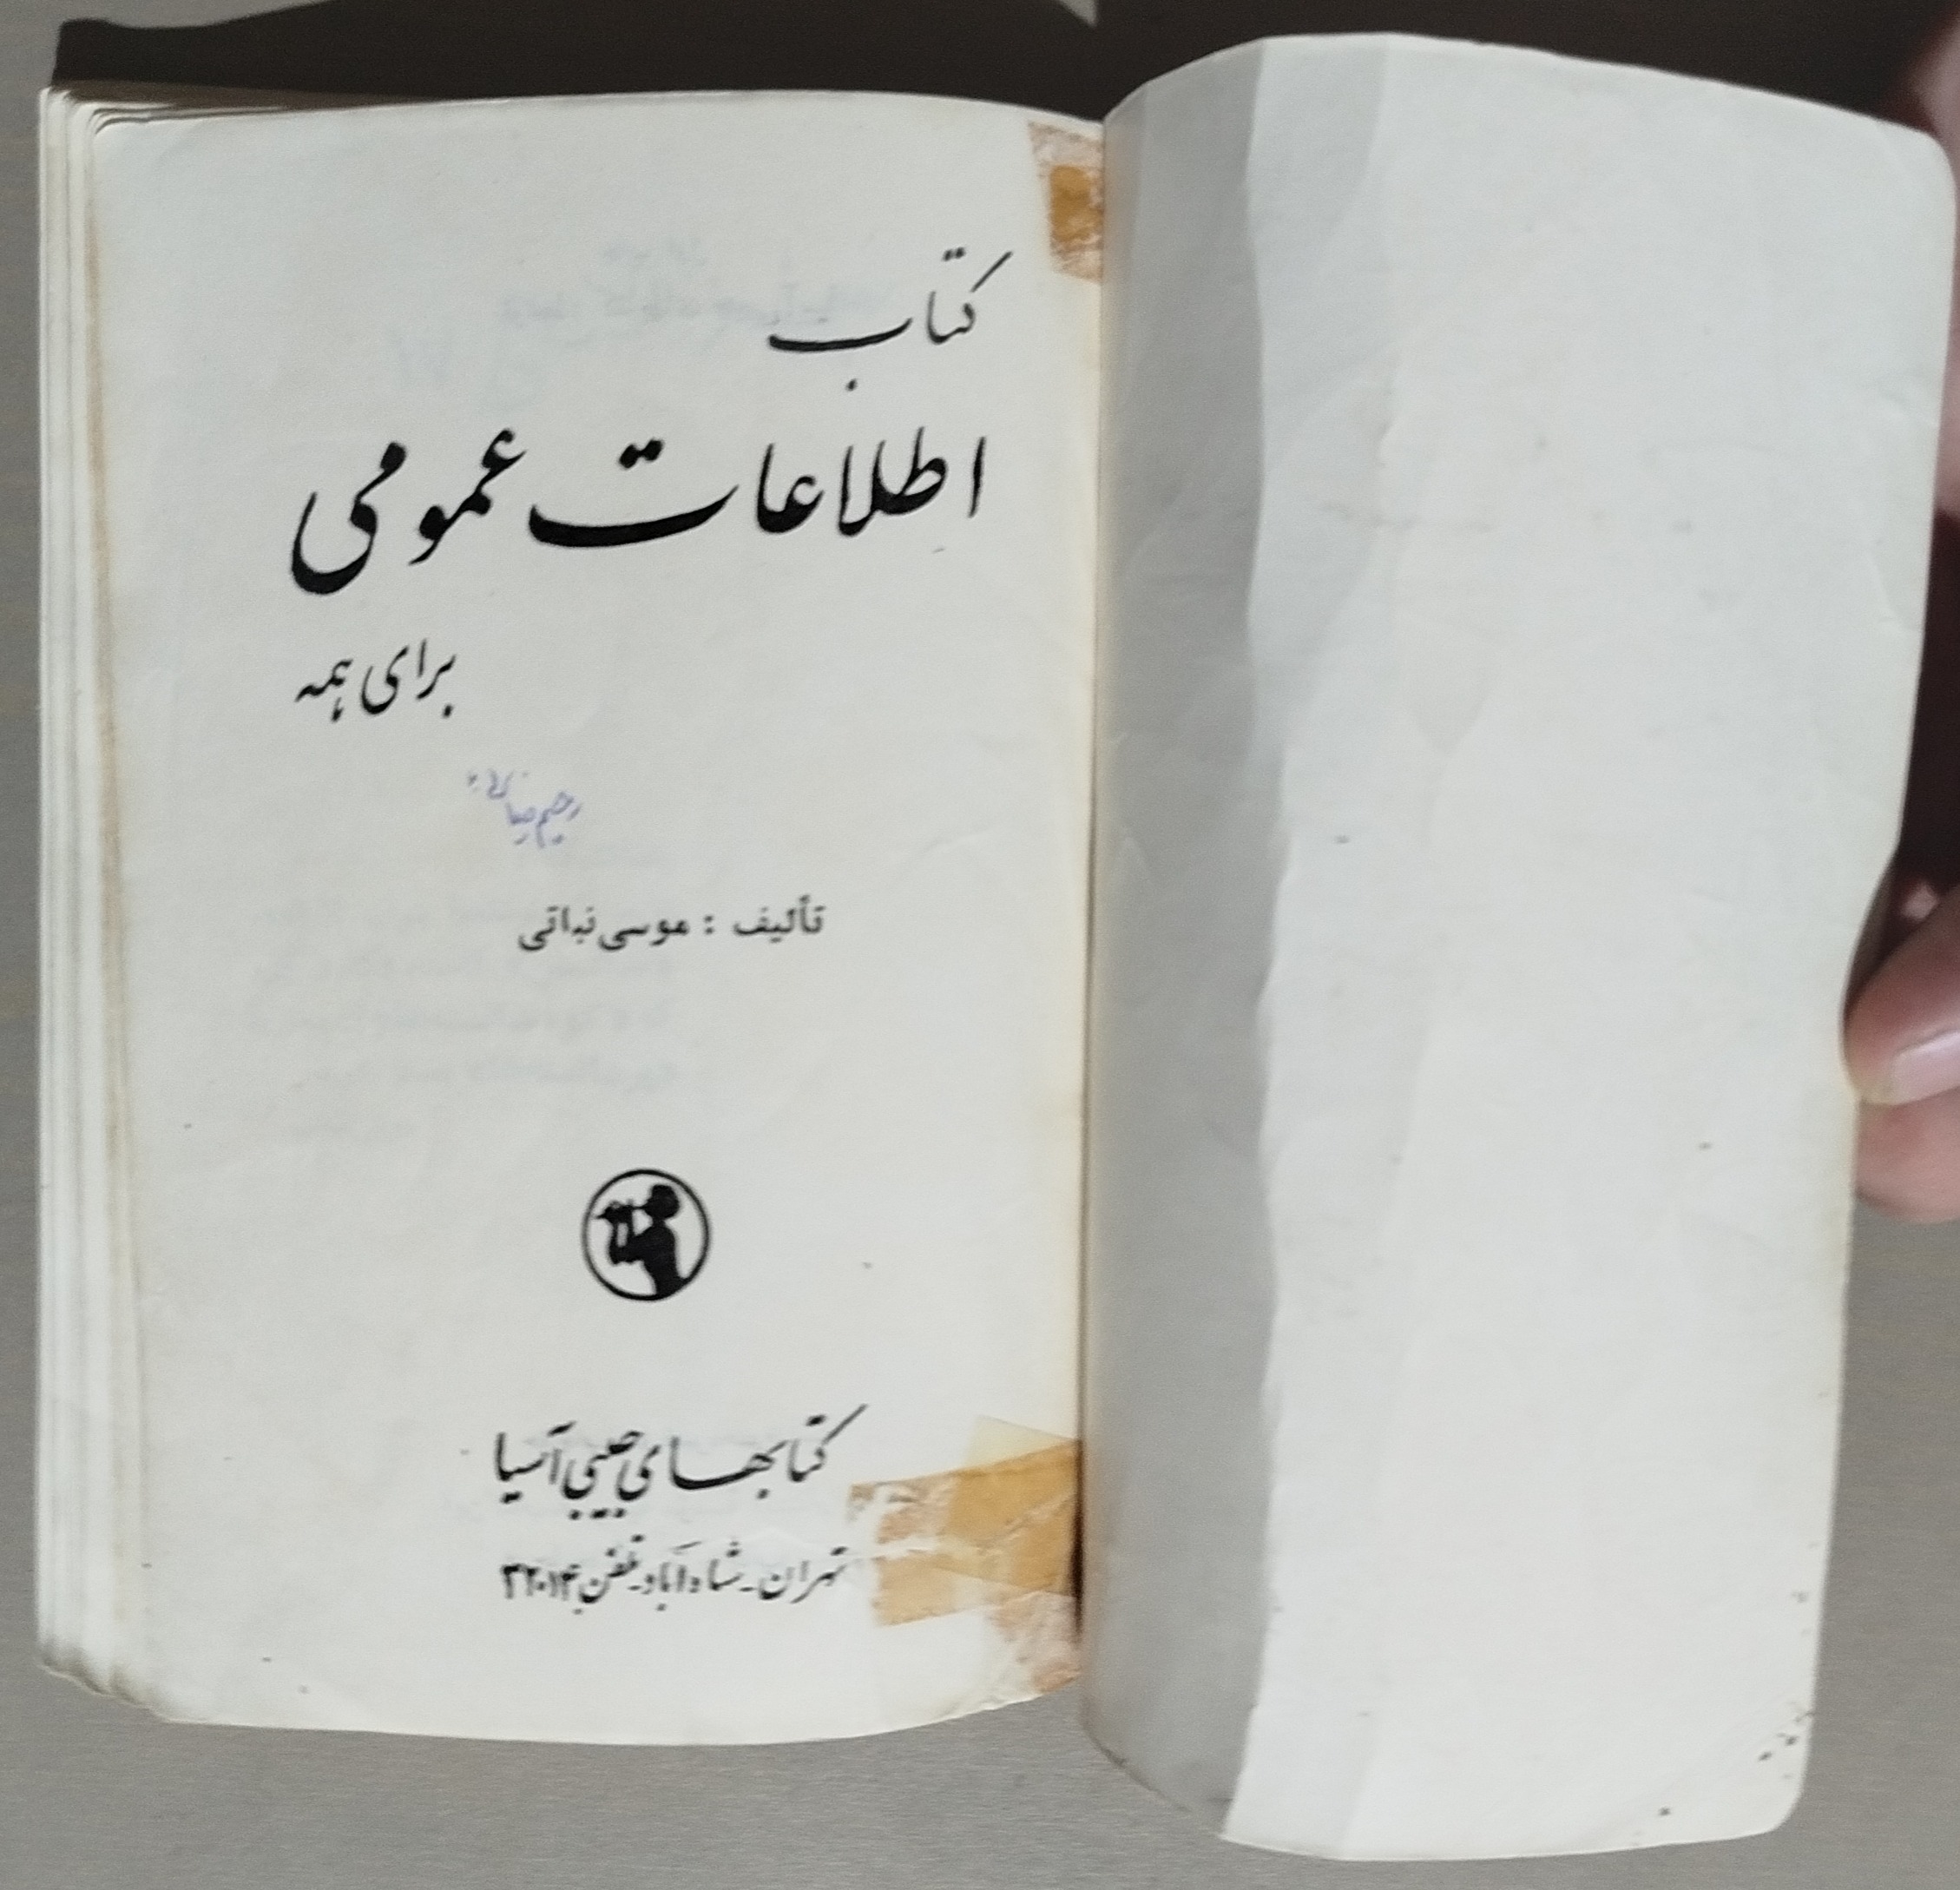 کتاب
اطلاعات عمومی
برای همه
تألیف : موسی نباتی
کتابهای جیبی آسیا
تهران - شاه آباد - تلفن ۳۲۰۱۴